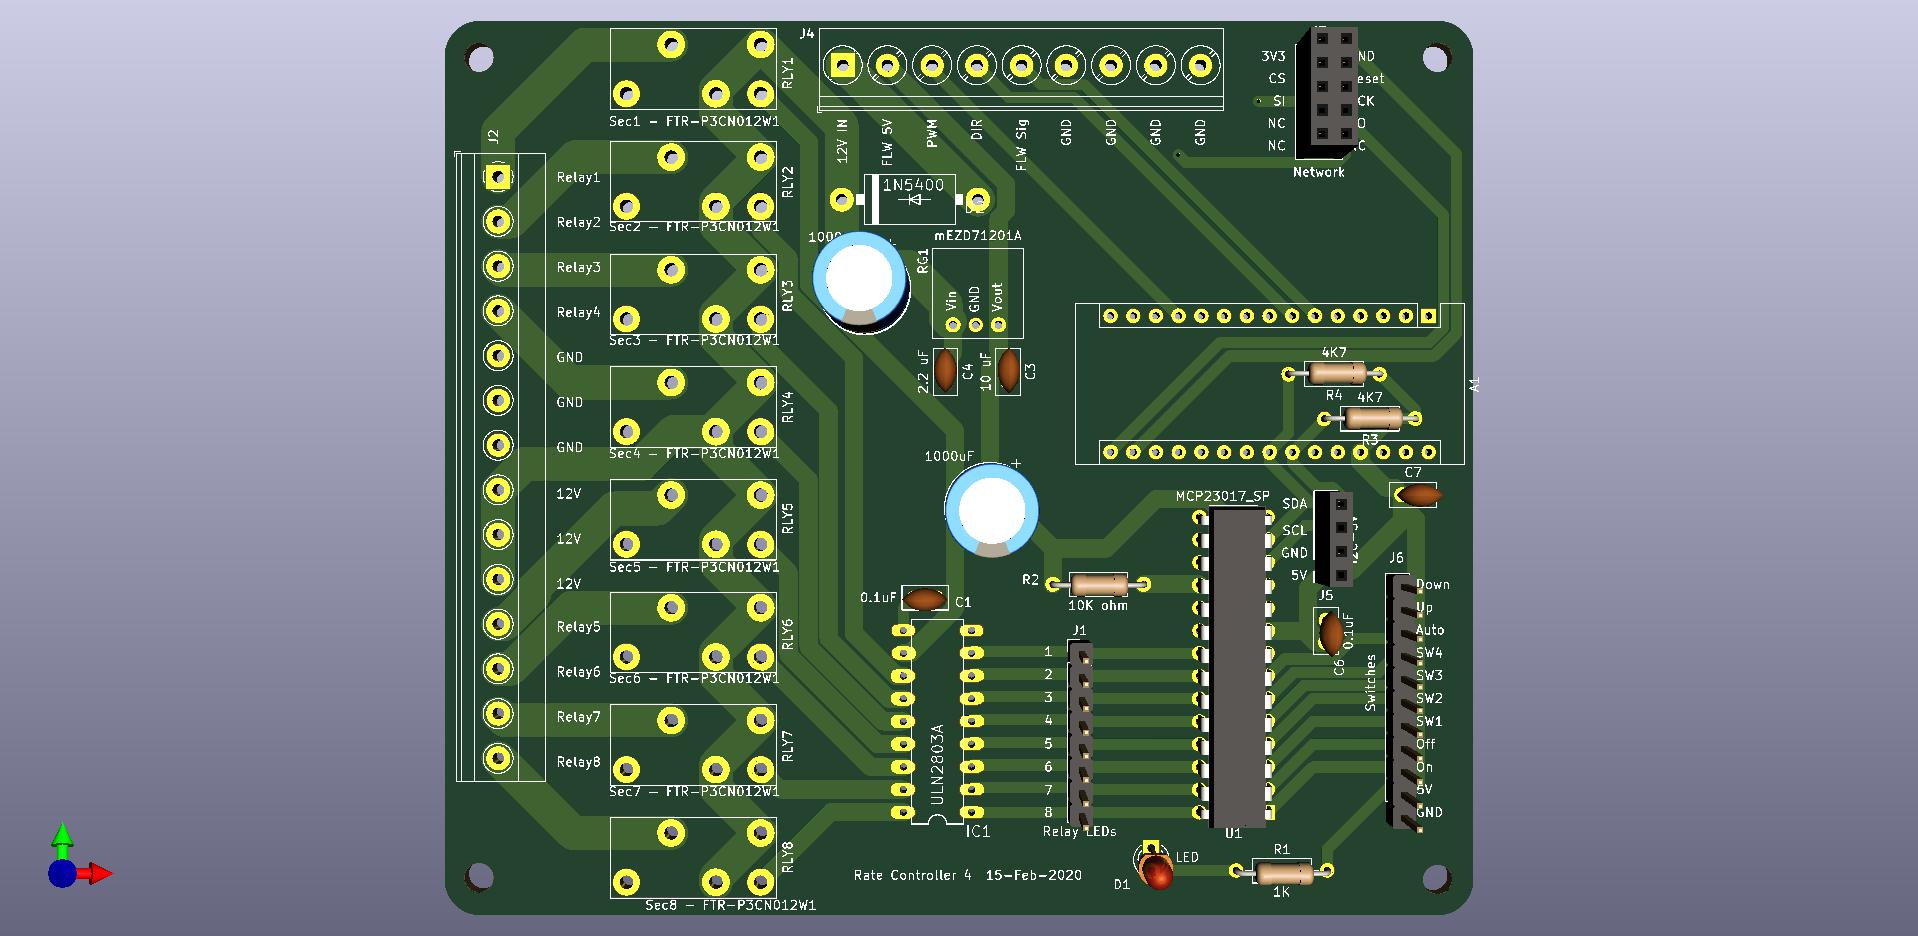 J4
RLY1
Sec1 - FTR-P3CN012W1
12V IN
FLW 5V
PWM
DIR
FLW Sig
GND
GND
GND
GND
3V3
CS
SI
NC
NC
ND
eset
CK
O
C
Network
J2
Relay1
Relay2
Relay3
Relay4
GND
GND
GND
12V
12V
12V
Relay5
Relay6
Relay7
Relay8
RLY2
Sec2 - FTR-P3CN012W1
RLY3
Sec3 - FTR-P3CN012W1
RLY4
Sec4 - FTR-P3CN012W1
RLY5
Sec5 - FTR-P3CN012W1
RLY6
Sec6 - FTR-P3CN012W1
RLY7
Sec7 - FTR-P3CN012W1
RLY8
Sec8 - FTR-P3CN012W1
1N5400
1000
mEZD71201A
RG1
Vin
GND
Vout
2.2 uF
C4
10 uF
C3
4K7
R4
4K7
R3
A1
C7
1000uF
+
MCP23017_SP
SDA
SCL
GND
5V
J5
J6
R2
10K ohm
0.1uF
C1
J1
1
2
3
4
5
6
7
8
Relay LEDs
ULN2803A
IC1
U1
0.1uF
C6
Switches
Down
Up
Auto
SW4
SW3
SW2
SW1
Off
On
5V
GND
LED
D1
R1
1K
Rate Controller 4 15-Feb-2020